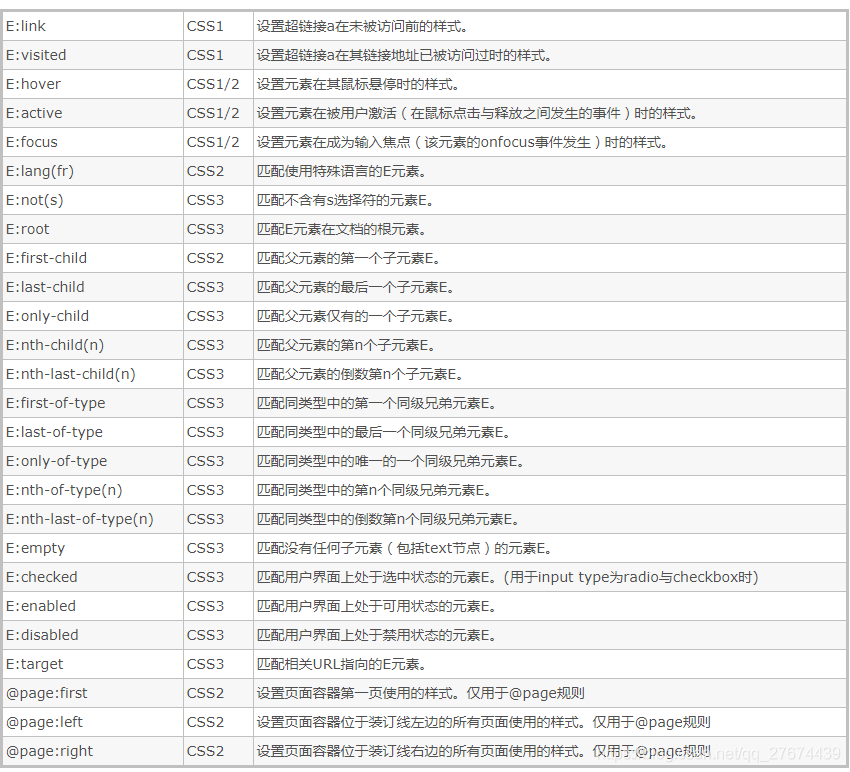 E:link CSS1 设置超链接a在未被访问前的样式。
E:visited CSS1 设置超链接a在其链接地址已被访问过时的样式。
E:hover CSS1/2 设置元素在其鼠标悬停时的样式。
E:active CSS1/2 设置元素在被用户激活（在鼠标点击与释放之间发生的事件）时的样式。
E:focus CSS1/2 设置元素在成为输入焦点（该元素的onfocus事件发生）时的样式。
E:lang(fr) CSS2 匹配使用特殊语言的E元素。
E:not(s) CSS3 匹配不含有s选择符的元素E。
E:root CSS3 匹配E元素在文档的根元素。
E:first-child CSS2 匹配父元素的第一个子元素E。
E:last-child CSS3 匹配父元素的最后一个子元素E。
E:only-child CSS3 匹配父元素仅有的一个子元素E。
E:nth-child(n) CSS3 匹配父元素的第n个子元素E。
E:nth-last-child(n) CSS3 匹配父元素的倒数第n个子元素E。
E:first-of-type CSS3 匹配同类型中的第一个同级兄弟元素E。
E:last-of-type CSS3 匹配同类型中的最后一个同级兄弟元素E。
E:only-of-type CSS3 匹配同类型中的唯一的一个同级兄弟元素E。
E:nth-of-type(n) CSS3 匹配同类型中的第n个同级兄弟元素E。
E:nth-last-of-type(n) CSS3 匹配同类型中的倒数第n个同级兄弟元素E。
E:empty CSS3 匹配没有任何子元素（包括text节点）的元素E。
E:checked CSS3 匹配用户界面上处于选中状态的元素E。(用于input type为radio与checkbox时)
E:enabled CSS3 匹配用户界面上处于可用状态的元素E。
E:disabled CSS3 匹配用户界面上处于禁用状态的元素E。
E:target CSS3 匹配相关URL指向的E元素。
@page:first CSS2 设置页面容器第一页使用的样式。仅用于@page规则
@page:left CSS2 设置页面容器位于装订线左边的所有页面使用的样式。仅用于@page规则
@page:right CSS2 设置页面容器位于装订线右边的所有页面使用的样式。仅用于@page规则